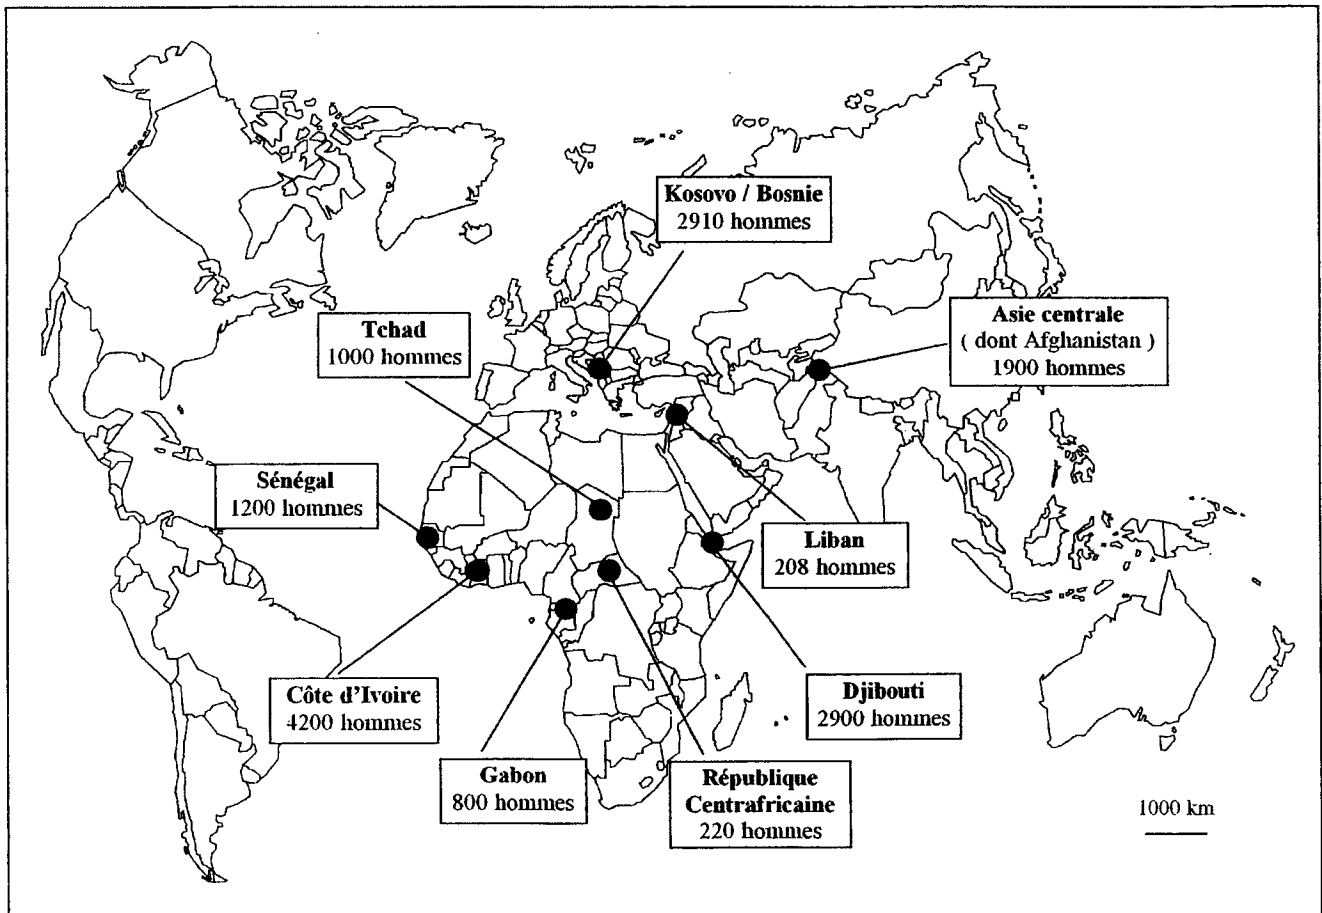 Kosovo / Bosnie
2910 hommes
Asie centrale
( dont Afghanistan )
1900 hommes
Tchad
1000 hommes
Sénégal
1200 hommes
Liban
208 hommes
Côte d'Ivoire
4200 hommes
Djibouti
2900 hommes
Gabon
800 hommes
République
Centrafricaine
220 hommes
1000 km